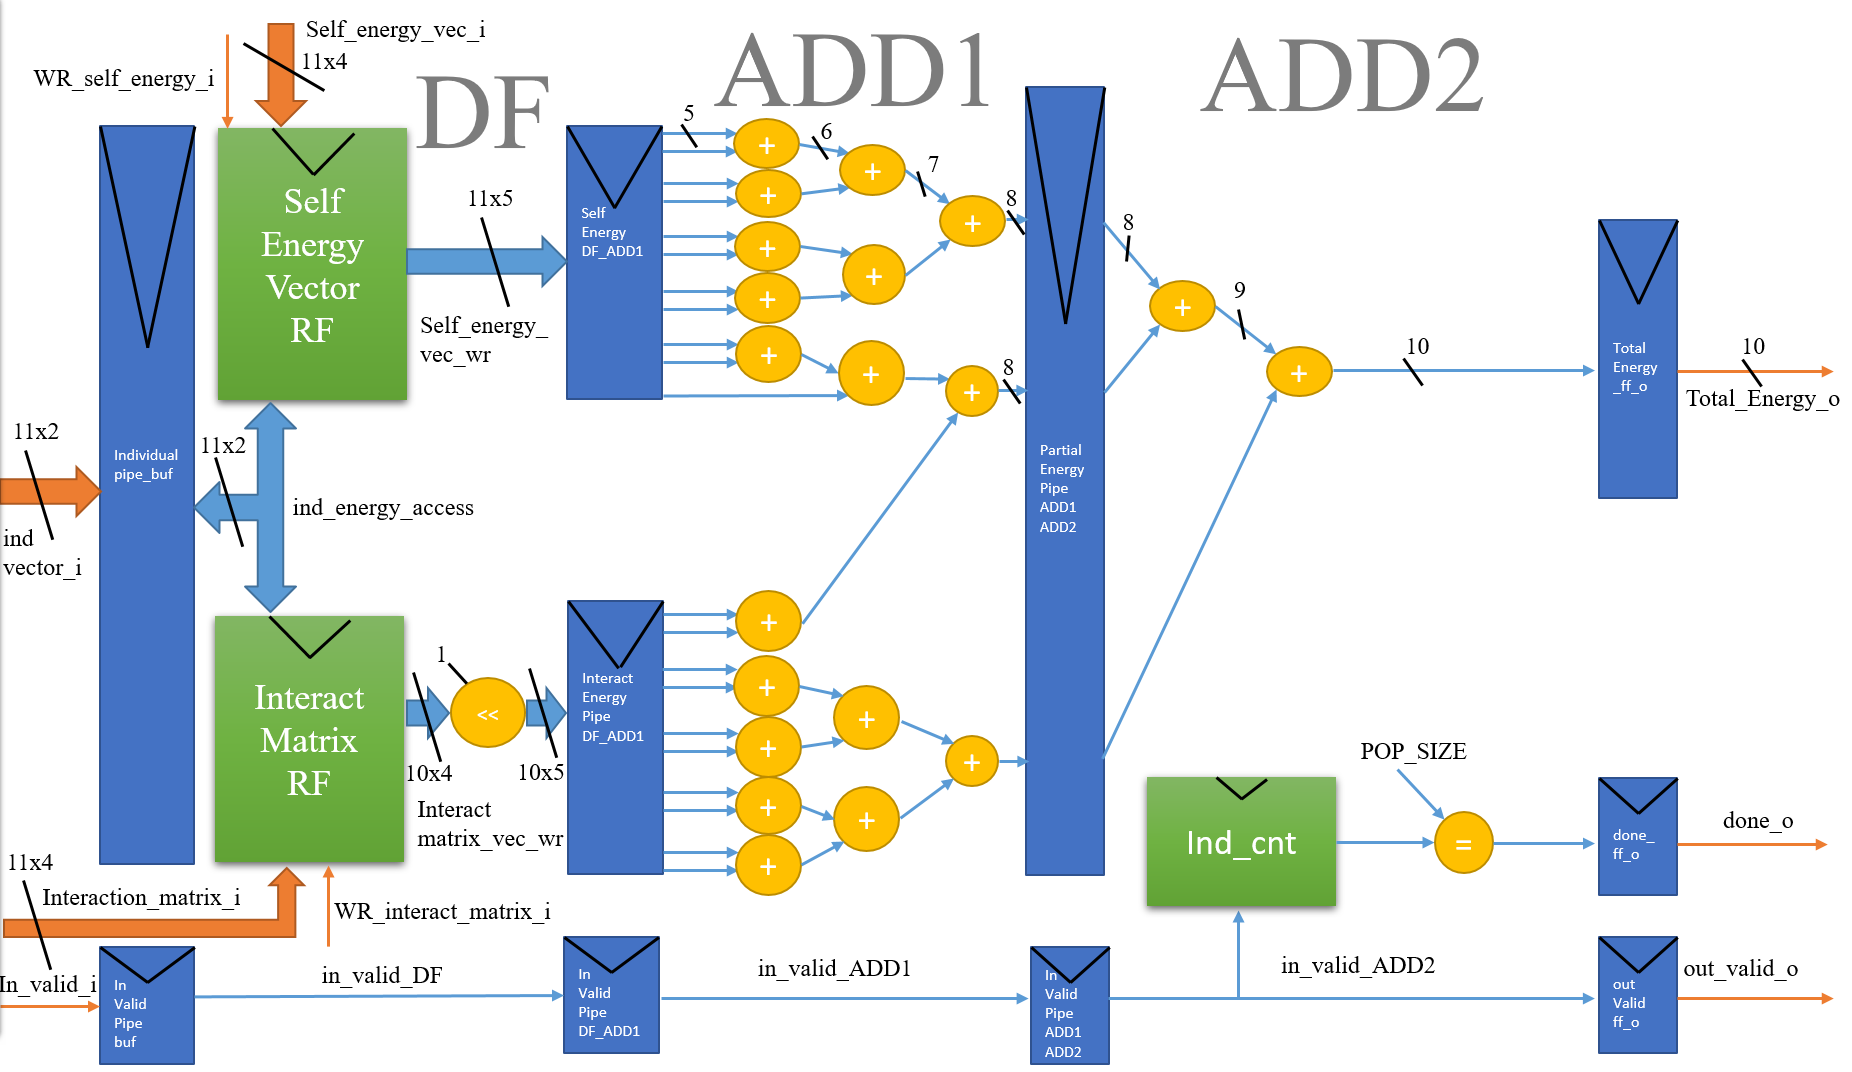 Self_energy_vec_i
11x4
WR_self_energy_i
DF
ADD1
ADD2
Self
Energy
Vector
RF
11x5
Self_energy_
vec_wr
Self
Energy
DF_ADD1
5
+
+
+
+
+
6
+
+
+
7
+
+
8
8
Partial
Energy
Pipe
ADD1
ADD2
8
+
9
+
10
Total
Energy
_ff_o
10
Total_Energy_o
11x2
ind
vector_i
Individual
pipe_buf
11x2
ind_energy_access
Interact
Matrix
RF
1
<<
10x4
10x5
Interact
matrix_vec_wr
Interact
Energy
Pipe
DF_ADD1
+
+
+
+
+
+
+
+
POP_SIZE
Ind_cnt
=
done_
ff_o
done_o
11x4
Interaction_matrix_i
WR_interact_matrix_i
In_valid_i
In
Valid
Pipe
buf
in_valid_DF
In
Valid
Pipe
DF_ADD1
in_valid_ADD1
In
Valid
Pipe
ADD1
ADD2
in_valid_ADD2
out
Valid
ff_o
out_valid_o